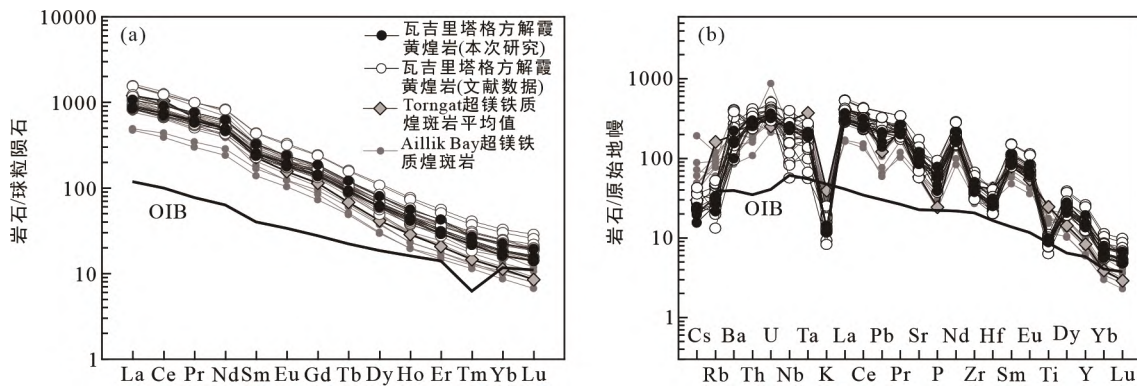 (a)
瓦吉里塔格方解霞
黄煌岩(本次研究)
瓦吉里塔格方解霞
黄煌岩(文献数据)
Torngat超镁铁质
煌斑岩平均值
Aillik Bay超镁铁
质煌斑岩
OIB
岩石/球粒陨石
10000
1000
100
10
1
La Ce Pr Nd Sm Eu Gd Tb Dy Ho Er Tm Yb Lu
(b)
OIB
岩石/原始地幔
1000
100
10
1
Cs Ba U Ta La Pb Sr Nd Hf Eu Dy Yb
Rb Th Nb K Ce Pr P Zr Sm Ti Y Lu